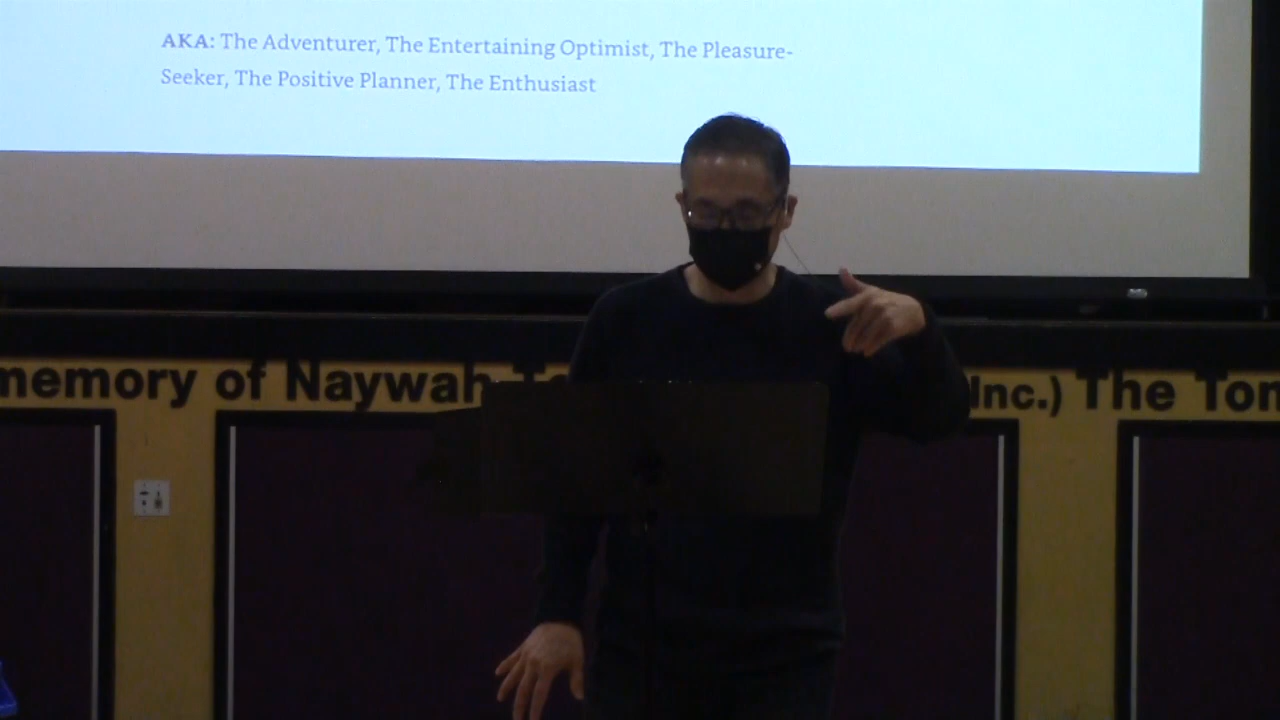 AKA: The Adventurer, The Entertaining Optimist, The Pleasure-
Seeker, The Positive Planner, The Enthusiast
memory of Naywah Inc.) The Ton